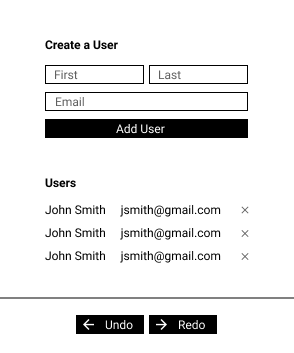 Create a User
First Last
Email
Add User
Users
John Smith jsmith@gmail.com ×
John Smith jsmith@gmail.com ×
John Smith jsmith@gmail.com ×
← Undo → Redo